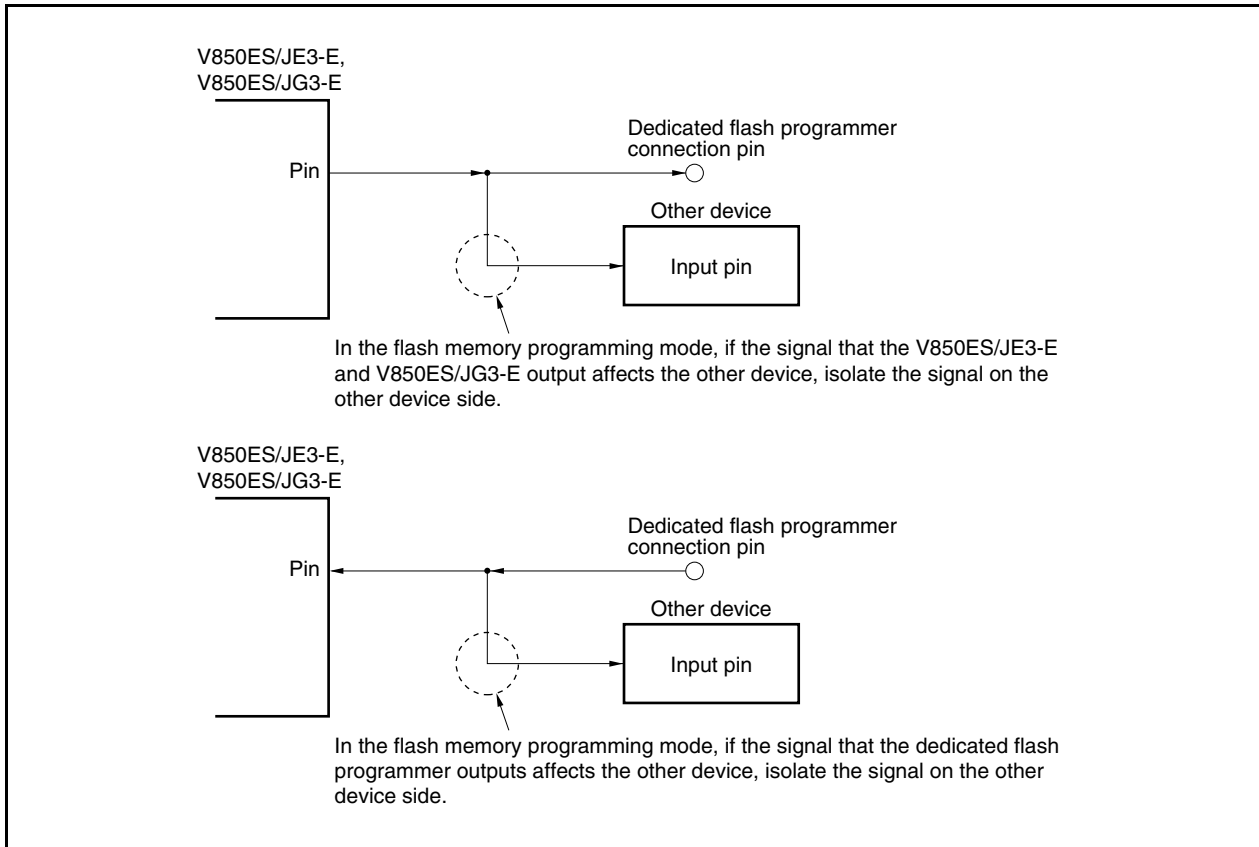 V850ES/JE3-E,
V850ES/JG3-E
Pin
Dedicated flash programmer
connection pin
Other device
Input pin
In the flash memory programming mode, if the signal that the V850ES/JE3-E
and V850ES/JG3-E output affects the other device, isolate the signal on the
other device side.
V850ES/JE3-E,
V850ES/JG3-E
Pin
Dedicated flash programmer
connection pin
Other device
Input pin
In the flash memory programming mode, if the signal that the dedicated flash
programmer outputs affects the other device, isolate the signal on the other
device side.